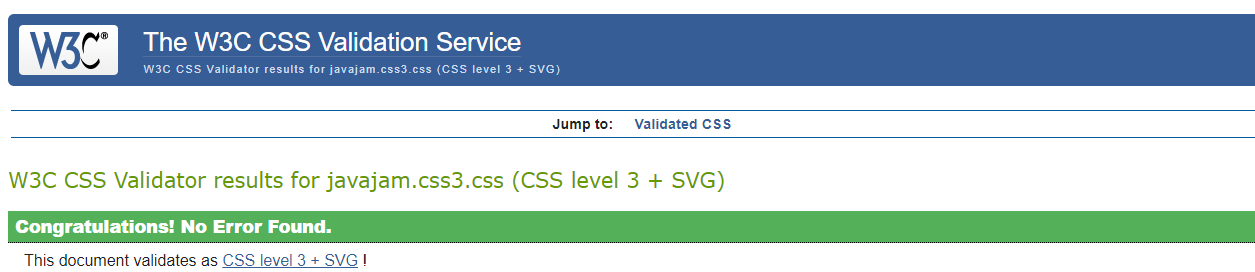 W3C® The W3C CSS Validation Service
W3C CSS Validator results for javajam.css3.css (CSS level 3 + SVG)
Jump to: Validated CSS
W3C CSS Validator results for javajam.css3.css (CSS level 3 + SVG)
Congratulations! No Error Found.
This document validates as CSS level 3 + SVG !